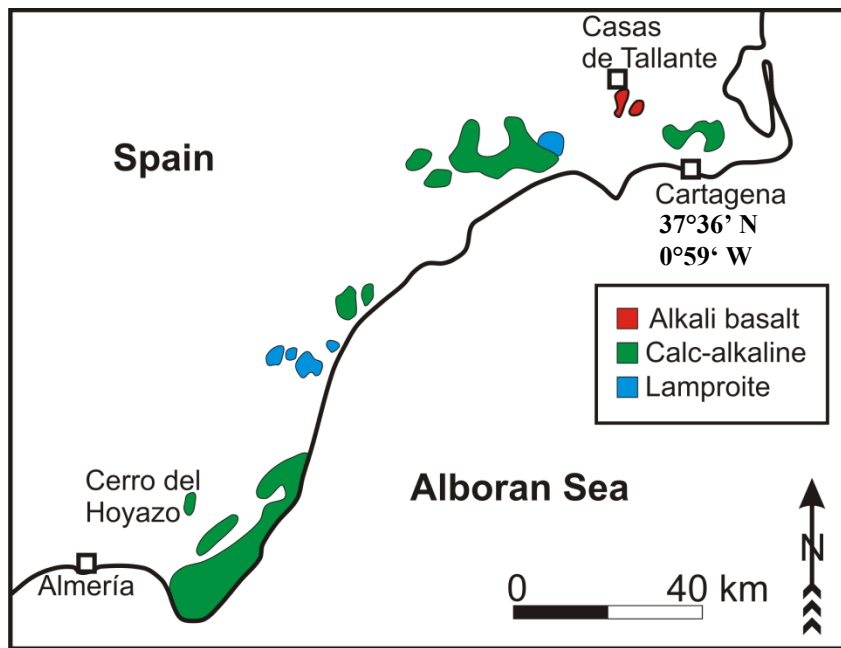 Casas
de Tallante
Spain
Cartagena
37°36’ N
0°59‘ W
Alkali basalt
Calc-alkaline
Lamproite
Cerro del
Hoyazo
Alboran Sea
Almería
0 40 km
N